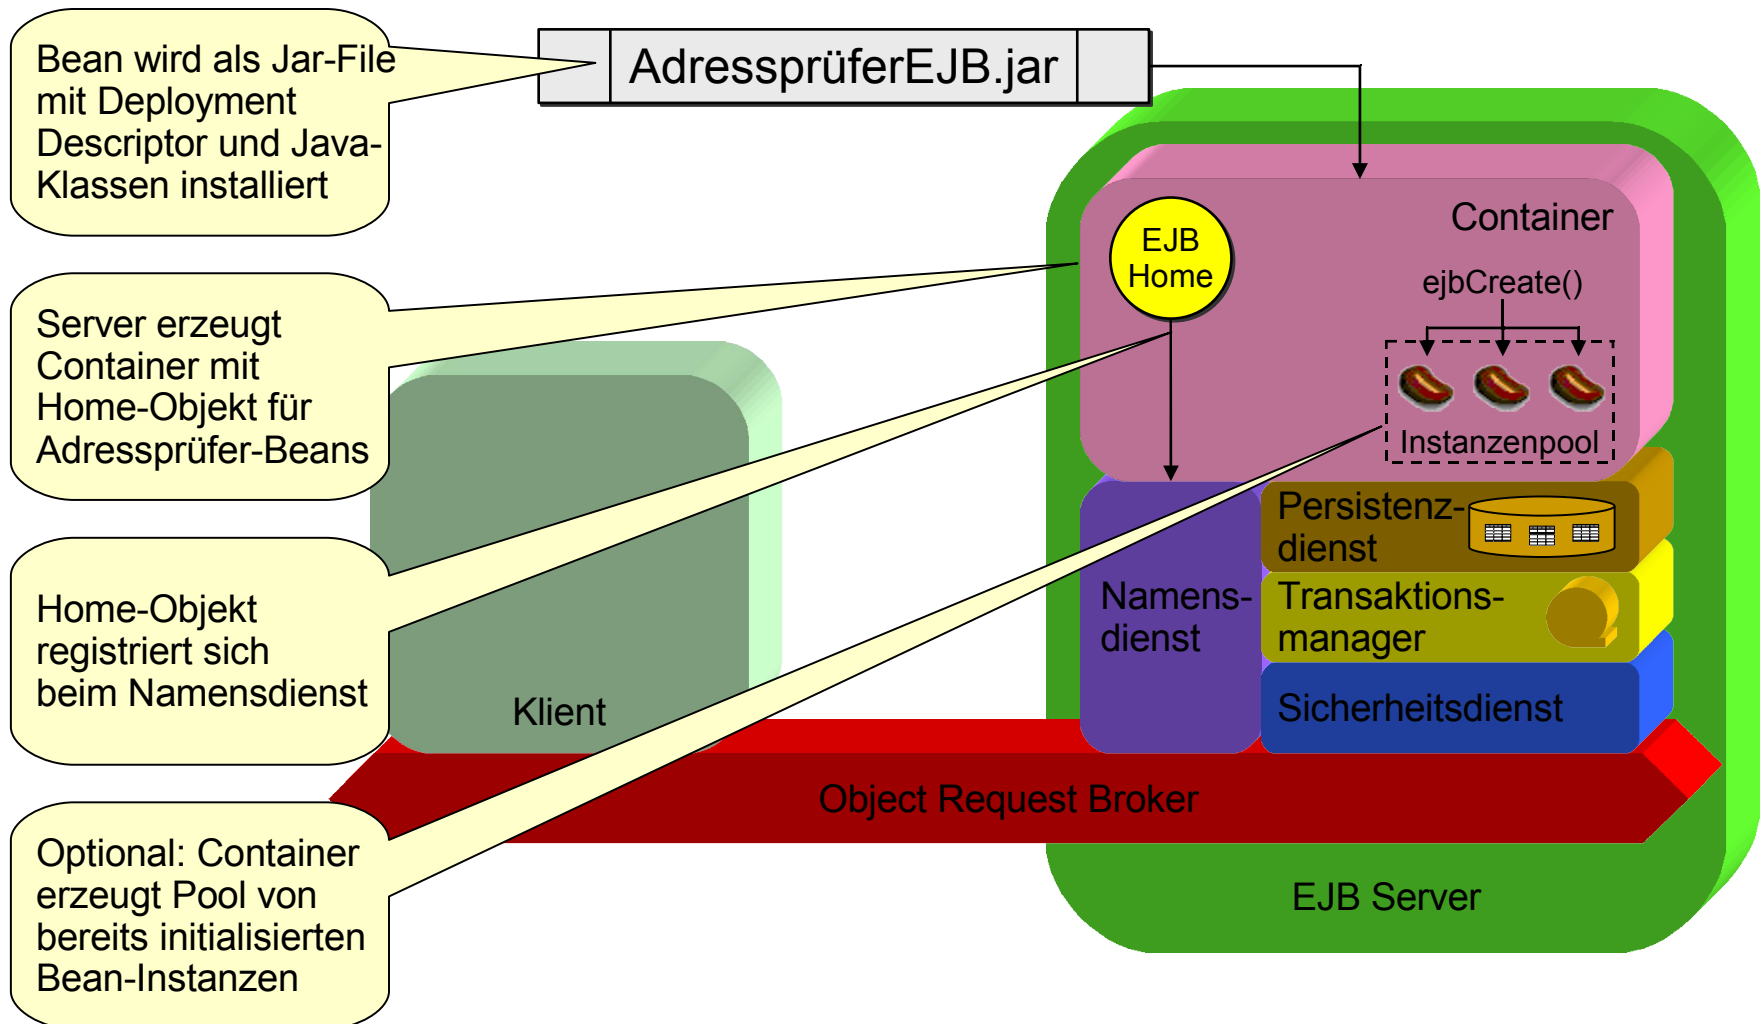 Bean wird als Jar-File
mit Deployment
Descriptor und Java-
Klassen installiert
AdressprüferEJB.jar
Server erzeugt
Container mit
Home-Objekt für
Adressprüfer-Beans
Home-Objekt
registriert sich
beim Namensdienst
Optional: Container
erzeugt Pool von
bereits initialisierten
Bean-Instanzen
Container
EJB
Home
ejbCreate()
Instanzenpool
Persistenz-
dienst
Namens-
dienst
Transaktions-
manager
Sicherheitsdienst
Klient
Object Request Broker
EJB Server